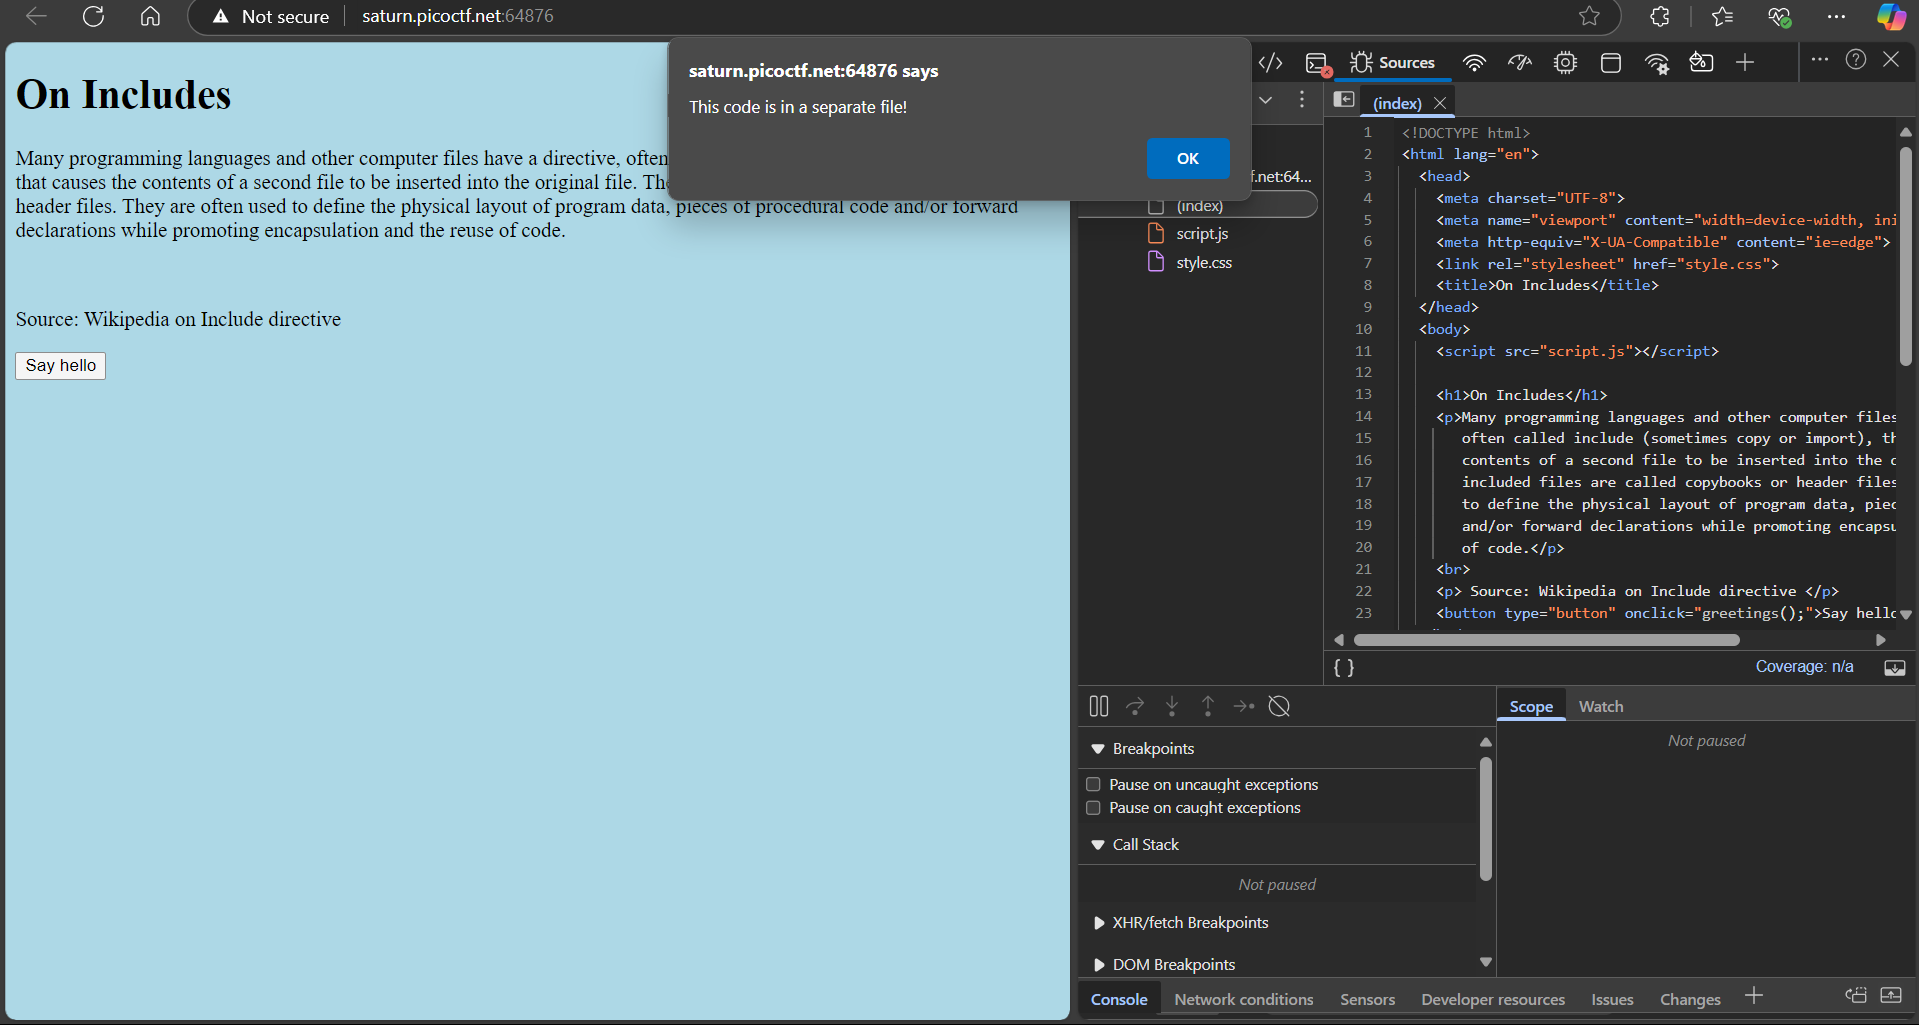 Not secure
saturn.picoctf.net:64876
saturn.picoctf.net:64876 says
This code is in a separate file!
OK
On Includes
Many programming languages and other computer files have a directive, often
that causes the contents of a second file to be inserted into the original file. The
header files. They are often used to define the physical layout of program data, pieces of procedural code and/or forward
declarations while promoting encapsulation and the reuse of code.
Source: Wikipedia on Include directive
Say hello
Sources
f.net:64...
(index)
script.js
style.css
(index)
1 <!DOCTYPE html>
2 <html lang="en">
3 <head>
4 <meta charset="UTF-8">
5 <meta name="viewport" content="width=device-width, ini
6 <meta http-equiv="X-UA-Compatible" content="ie=edge">
7 <link rel="stylesheet" href="style.css">
8 <title>On Includes</title>
9 </head>
10 <body>
11 <script src="script.js"></script>
12
13 <h1>On Includes</h1>
14 <p>Many programming languages and other computer files
15 often called include (sometimes copy or import), th
16 contents of a second file to be inserted into the o
17 included files are called copybooks or header files
18 to define the physical layout of program data, piec
19 and/or forward declarations while promoting encapsu
20 of code.</p>
21 <br>
22 <p> Source: Wikipedia on Include directive </p>
23 <button type="button" onclick="greetings();">Say hello
{ }
Coverage: n/a
Breakpoints
Pause on uncaught exceptions
Pause on caught exceptions
Call Stack
Not paused
XHR/fetch Breakpoints
DOM Breakpoints
Scope
Watch
Not paused
Console
Network conditions
Sensors
Developer resources
Issues
Changes